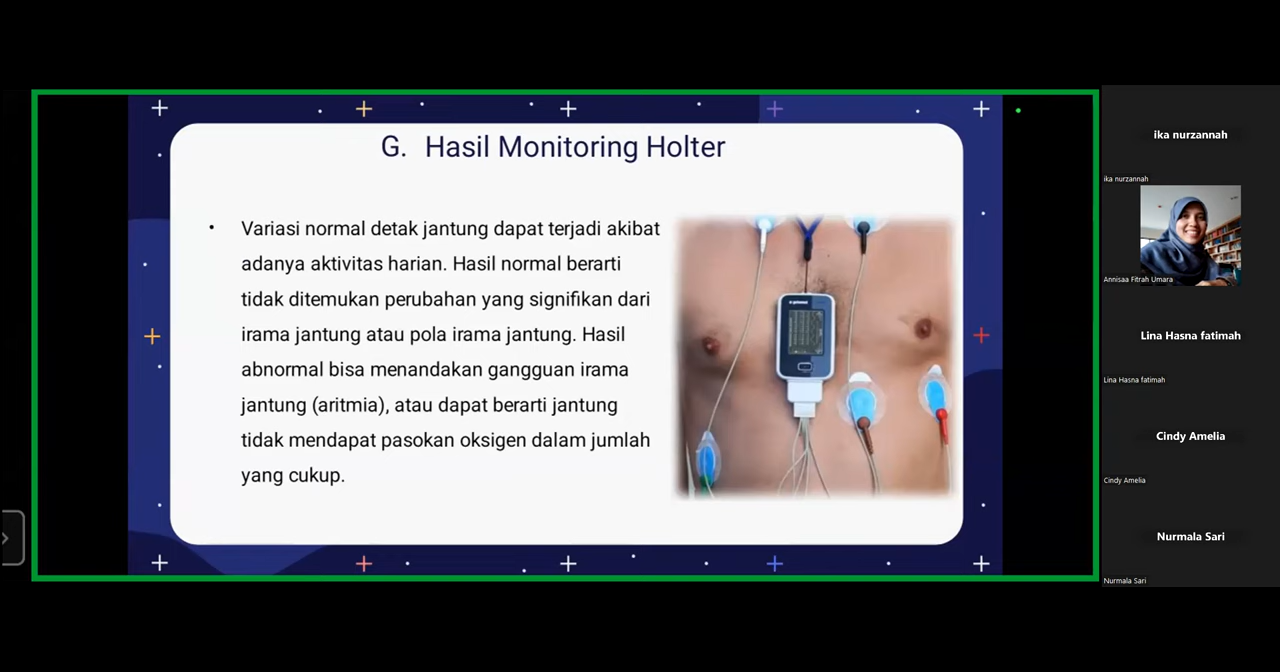 G. Hasil Monitoring Holter
• Variasi normal detak jantung dapat terjadi akibat
adanya aktivitas harian. Hasil normal berarti
tidak ditemukan perubahan yang signifikan dari
irama jantung atau pola irama jantung. Hasil
abnormal bisa menandakan gangguan irama
jantung (aritmia), atau dapat berarti jantung
tidak mendapat pasokan oksigen dalam jumlah
yang cukup.
ika nurzannah
ika nurzannah
Annisaa Fitrah Umara
Lina Hasna fatimah
Lina Hasna fatimah
Cindy Amelia
Cindy Amelia
Nurmala Sari
Nurmala Sari